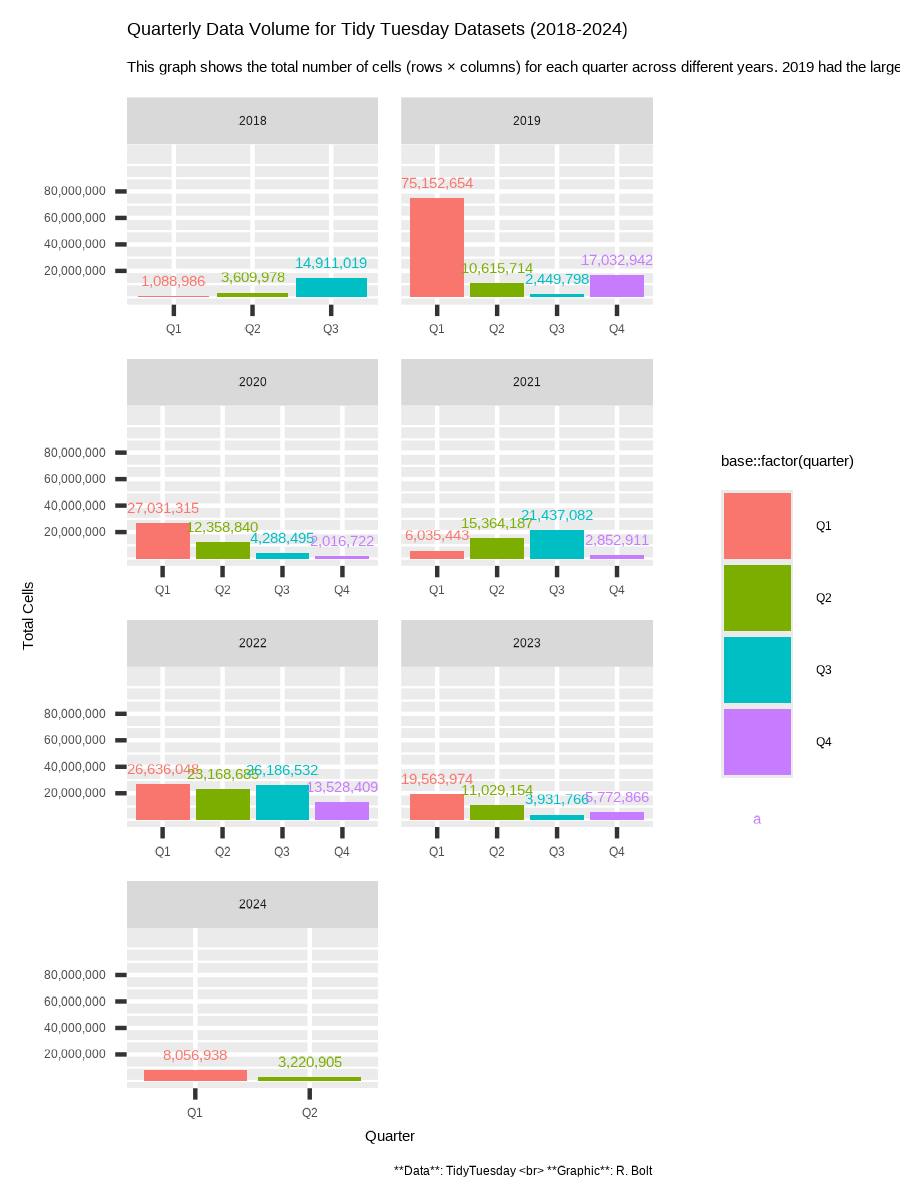 Quarterly Data Volume for Tidy Tuesday Datasets (2018-2024)
This graph shows the total number of cells (rows × columns) for each quarter across different years. 2019 had the large
2018
2019
80,000,000
60,000,000
40,000,000
20,000,000
1,088,986
3,609,978
14,911,019
75,152,654
10,615,714
2,449,798
17,032,942
Q1
Q2
Q3
Q1
Q2
Q3
Q4
2020
2021
80,000,000
60,000,000
40,000,000
20,000,000
27,031,315
12,358,840
4,288,495
2,016,722
6,035,443
15,364,187
21,437,082
2,852,911
Q1
Q2
Q3
Q4
Q1
Q2
Q3
Q4
2022
2023
80,000,000
60,000,000
40,000,000
20,000,000
26,636,048
23,168,685
26,186,532
13,528,409
19,563,974
11,029,154
3,931,766
5,772,866
Q1
Q2
Q3
Q4
Q1
Q2
Q3
Q4
2024
80,000,000
60,000,000
40,000,000
20,000,000
8,056,938
3,220,905
Q1
Q2
Total Cells
Quarter
base::factor(quarter)
Q1
Q2
Q3
Q4
a
**Data**: TidyTuesday <br> **Graphic**: R. Bolt